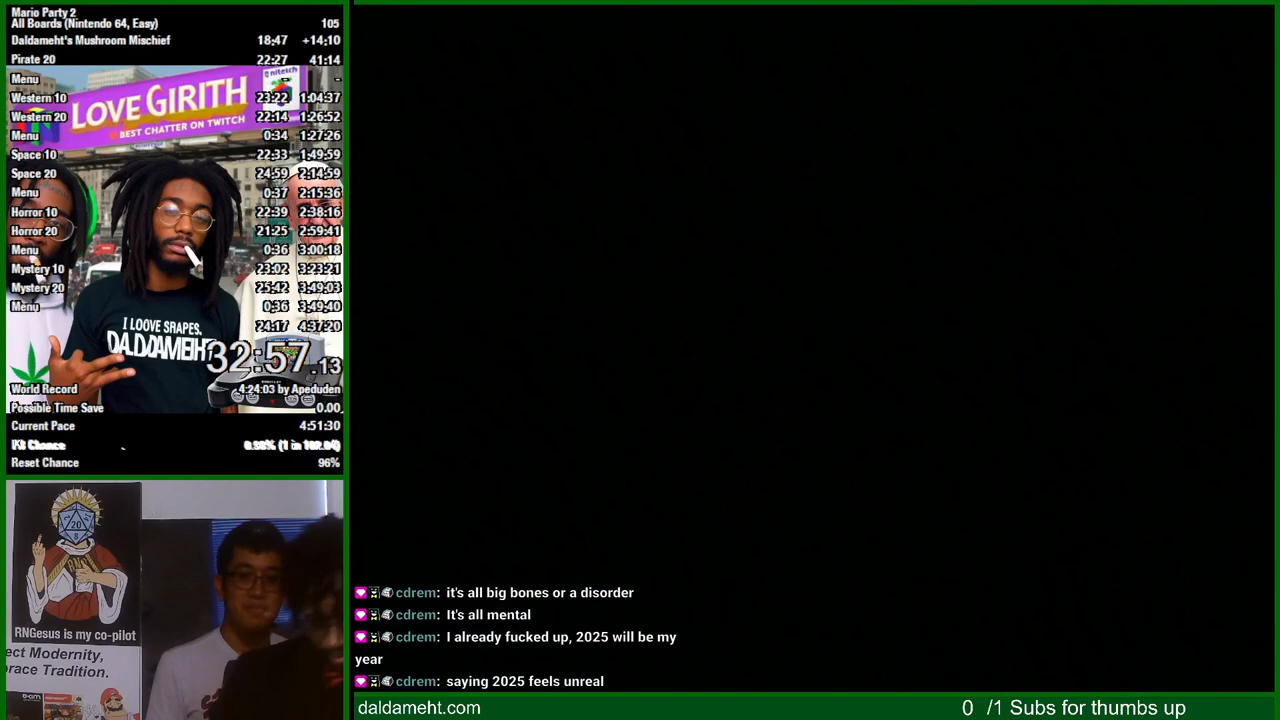 Mario Party 2
All Boards (Nintendo 64, Easy) 105
Daldameht's Mushroom Mischief 18:47 +14:10
Pirate 20 22:27 41:14
Menu -
Western 10 23:22 1:04:37
Western 20 22:14 1:26:52
Menu 0:34 1:27:26
Space 10 22:33 1:49:59
Space 20 24:59 2:14:59
Menu 0:37 2:15:36
Horror 10 22:39 2:38:16
Horror 20 21:25 2:59:41
Menu 0:36 3:00:18
Mystery 10 23:02 3:23:21
Mystery 20 25:42 3:49:03
Menu 0:36 3:49:40
24:17 4:37:20
32:57.13
World Record 4:24:03 by Apeduden
Possible Time Save 0.00
Current Pace 4:51:30
Reset Chance 96%
nitetch
LOVE GIRITH
BEST CHATTER ON TWITCH
I LOOVE SHAPES.
DALDDAMEIHT
20
8
RNGesus is my co-pilot
ect Modernity,
brace Tradition.
cdrem: it's all big bones or a disorder
cdrem: It's all mental
cdrem: I already fucked up, 2025 will be my
year
cdrem: saying 2025 feels unreal
daldameht.com 0 /1 Subs for thumbs up